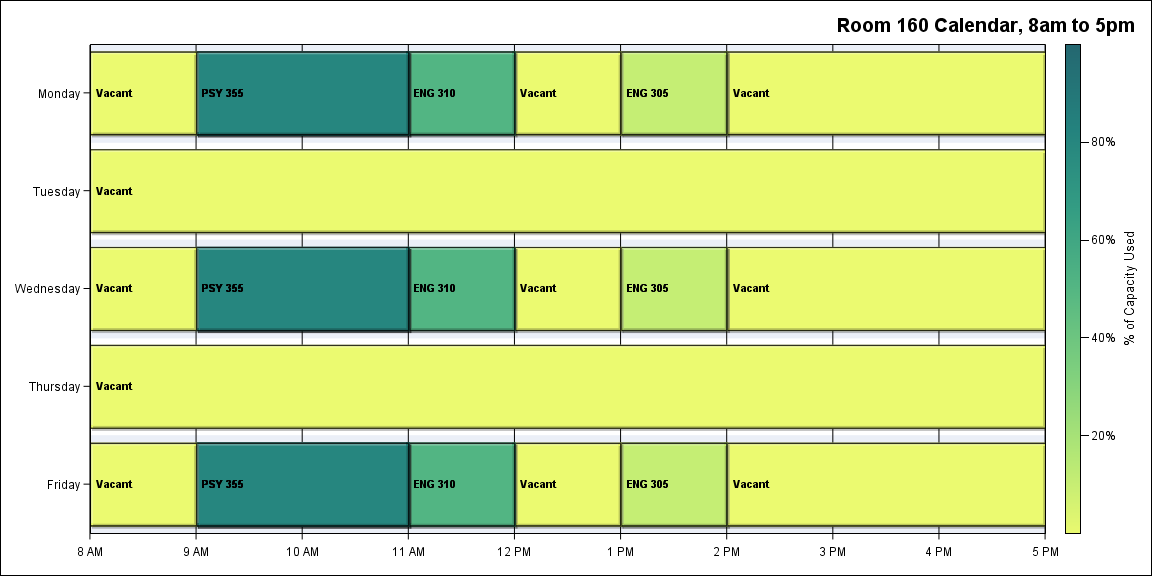 Room 160 Calendar, 8am to 5pm
Monday
Vacant
PSY 355
ENG 310
Vacant
ENG 305
Vacant
Tuesday
Vacant
Wednesday
Vacant
PSY 355
ENG 310
Vacant
ENG 305
Vacant
Thursday
Vacant
Friday
Vacant
PSY 355
ENG 310
Vacant
ENG 305
Vacant
8 AM
9 AM
10 AM
11 AM
12 PM
1 PM
2 PM
3 PM
4 PM
5 PM
80%
60%
40%
20%
% of Capacity Used